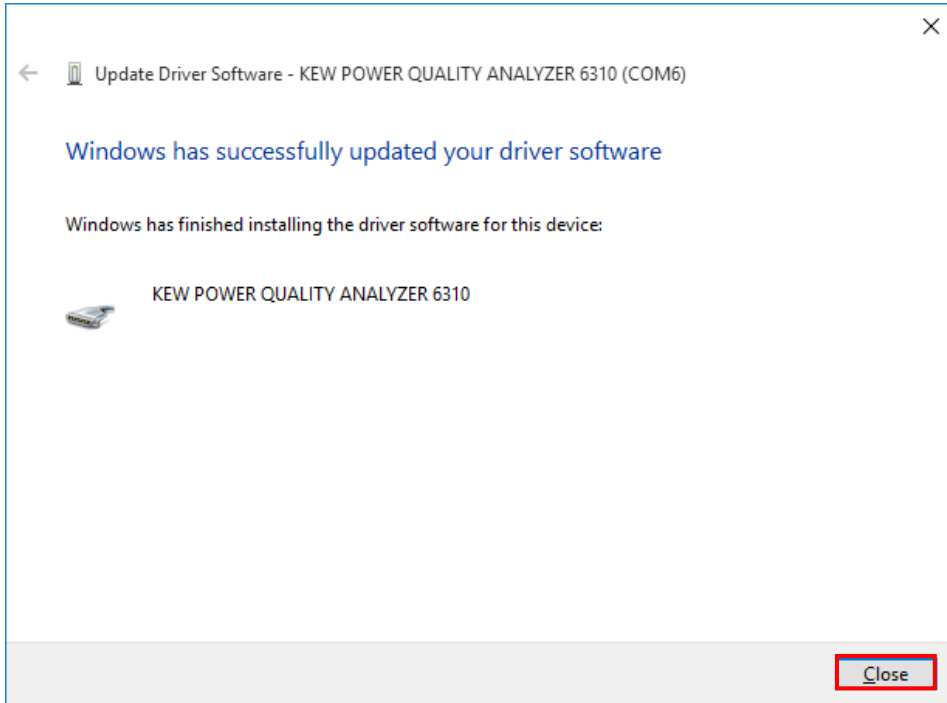 Update Driver Software - KEW POWER QUALITY ANALYZER 6310 (COM6)
Windows has successfully updated your driver software
Windows has finished installing the driver software for this device:
KEW POWER QUALITY ANALYZER 6310
Close